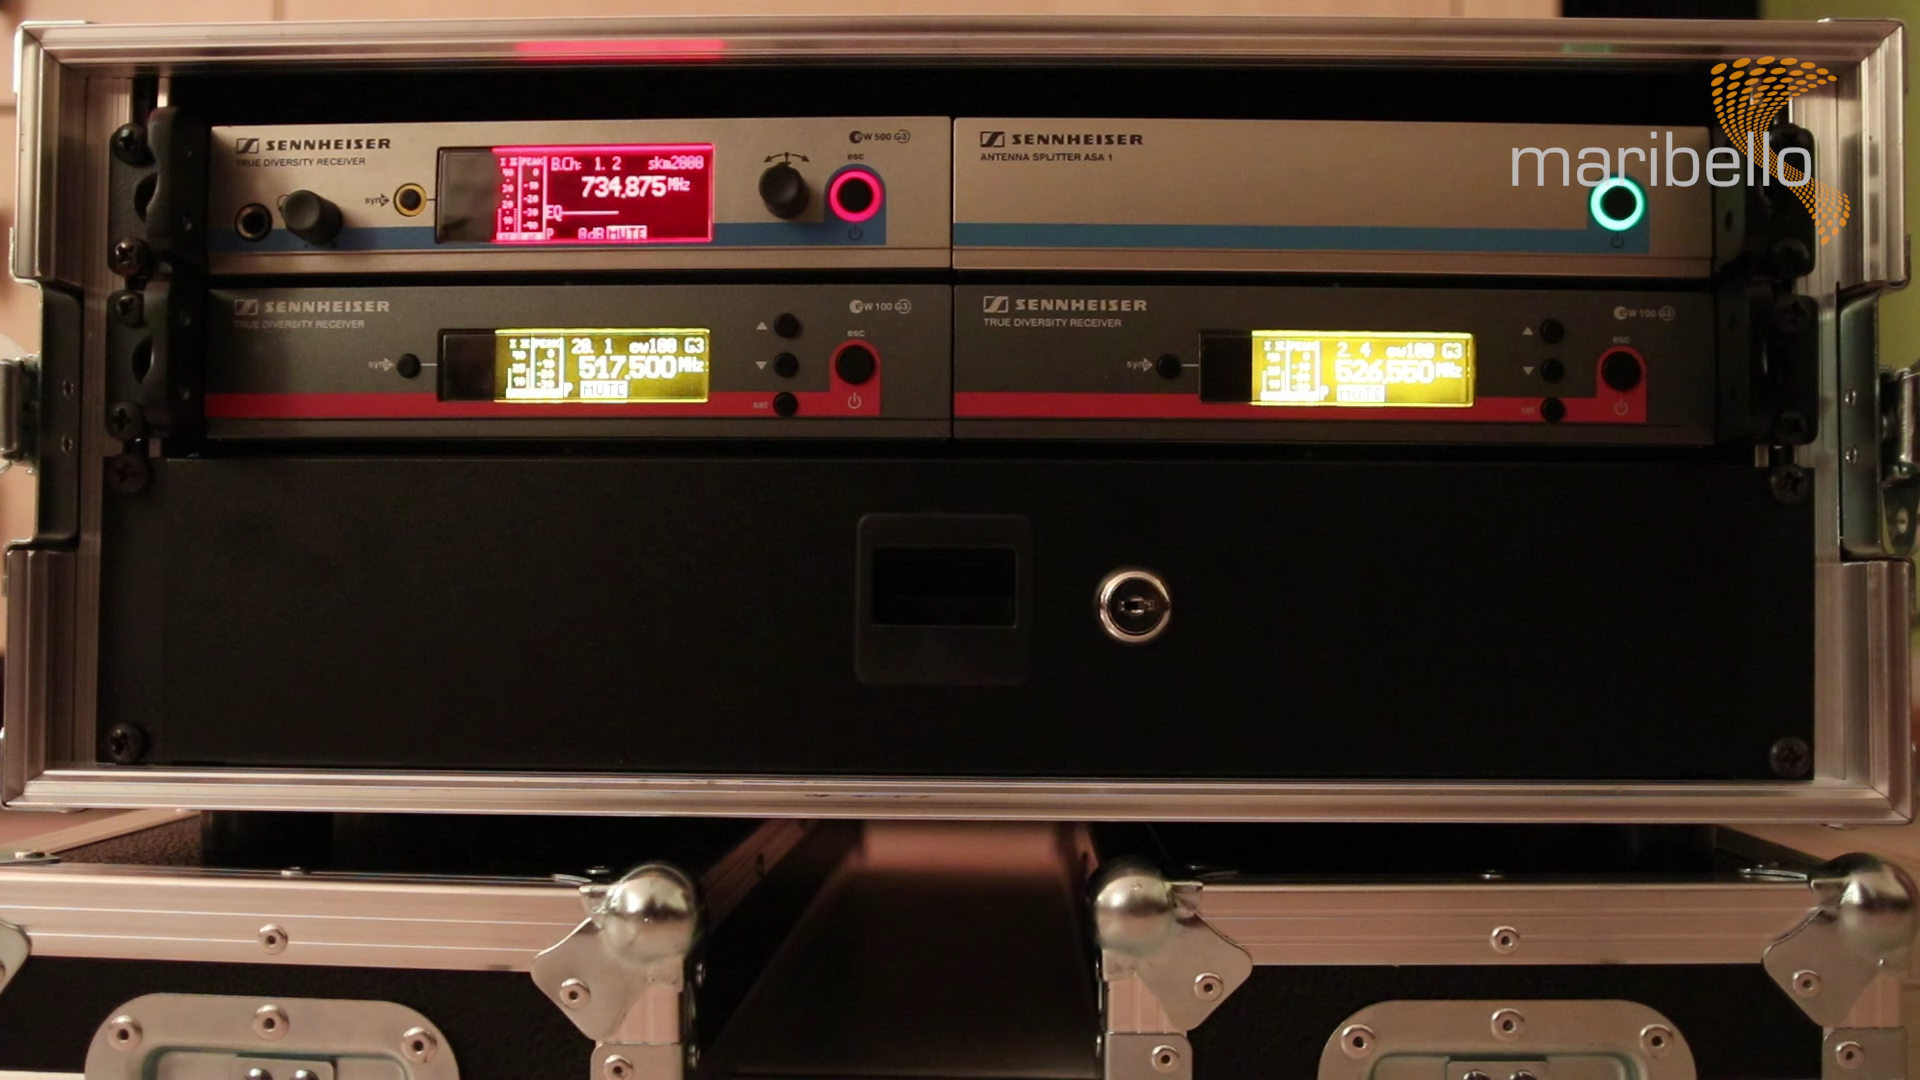 SENNHEISER
TRUE DIVERSITY RECEIVER
sync
B.Ch: 1. 2 skm2000
734.875 MHz
EQ
P 0dB MUTE
PEAK
ew 500 G3
esc
SENNHEISER
ANTENNA SPLITTER ASA 1
maribello
SENNHEISER
TRUE DIVERSITY RECEIVER
sync
PEAK
20. 1 ew100 G3
517.500 MHz
P MUTE
set
ew 100 G3
esc
SENNHEISER
TRUE DIVERSITY RECEIVER
sync
PEAK
2. 4 ew100 G3
526.550 MHz
P MUTE
set
ew 100 G3
esc